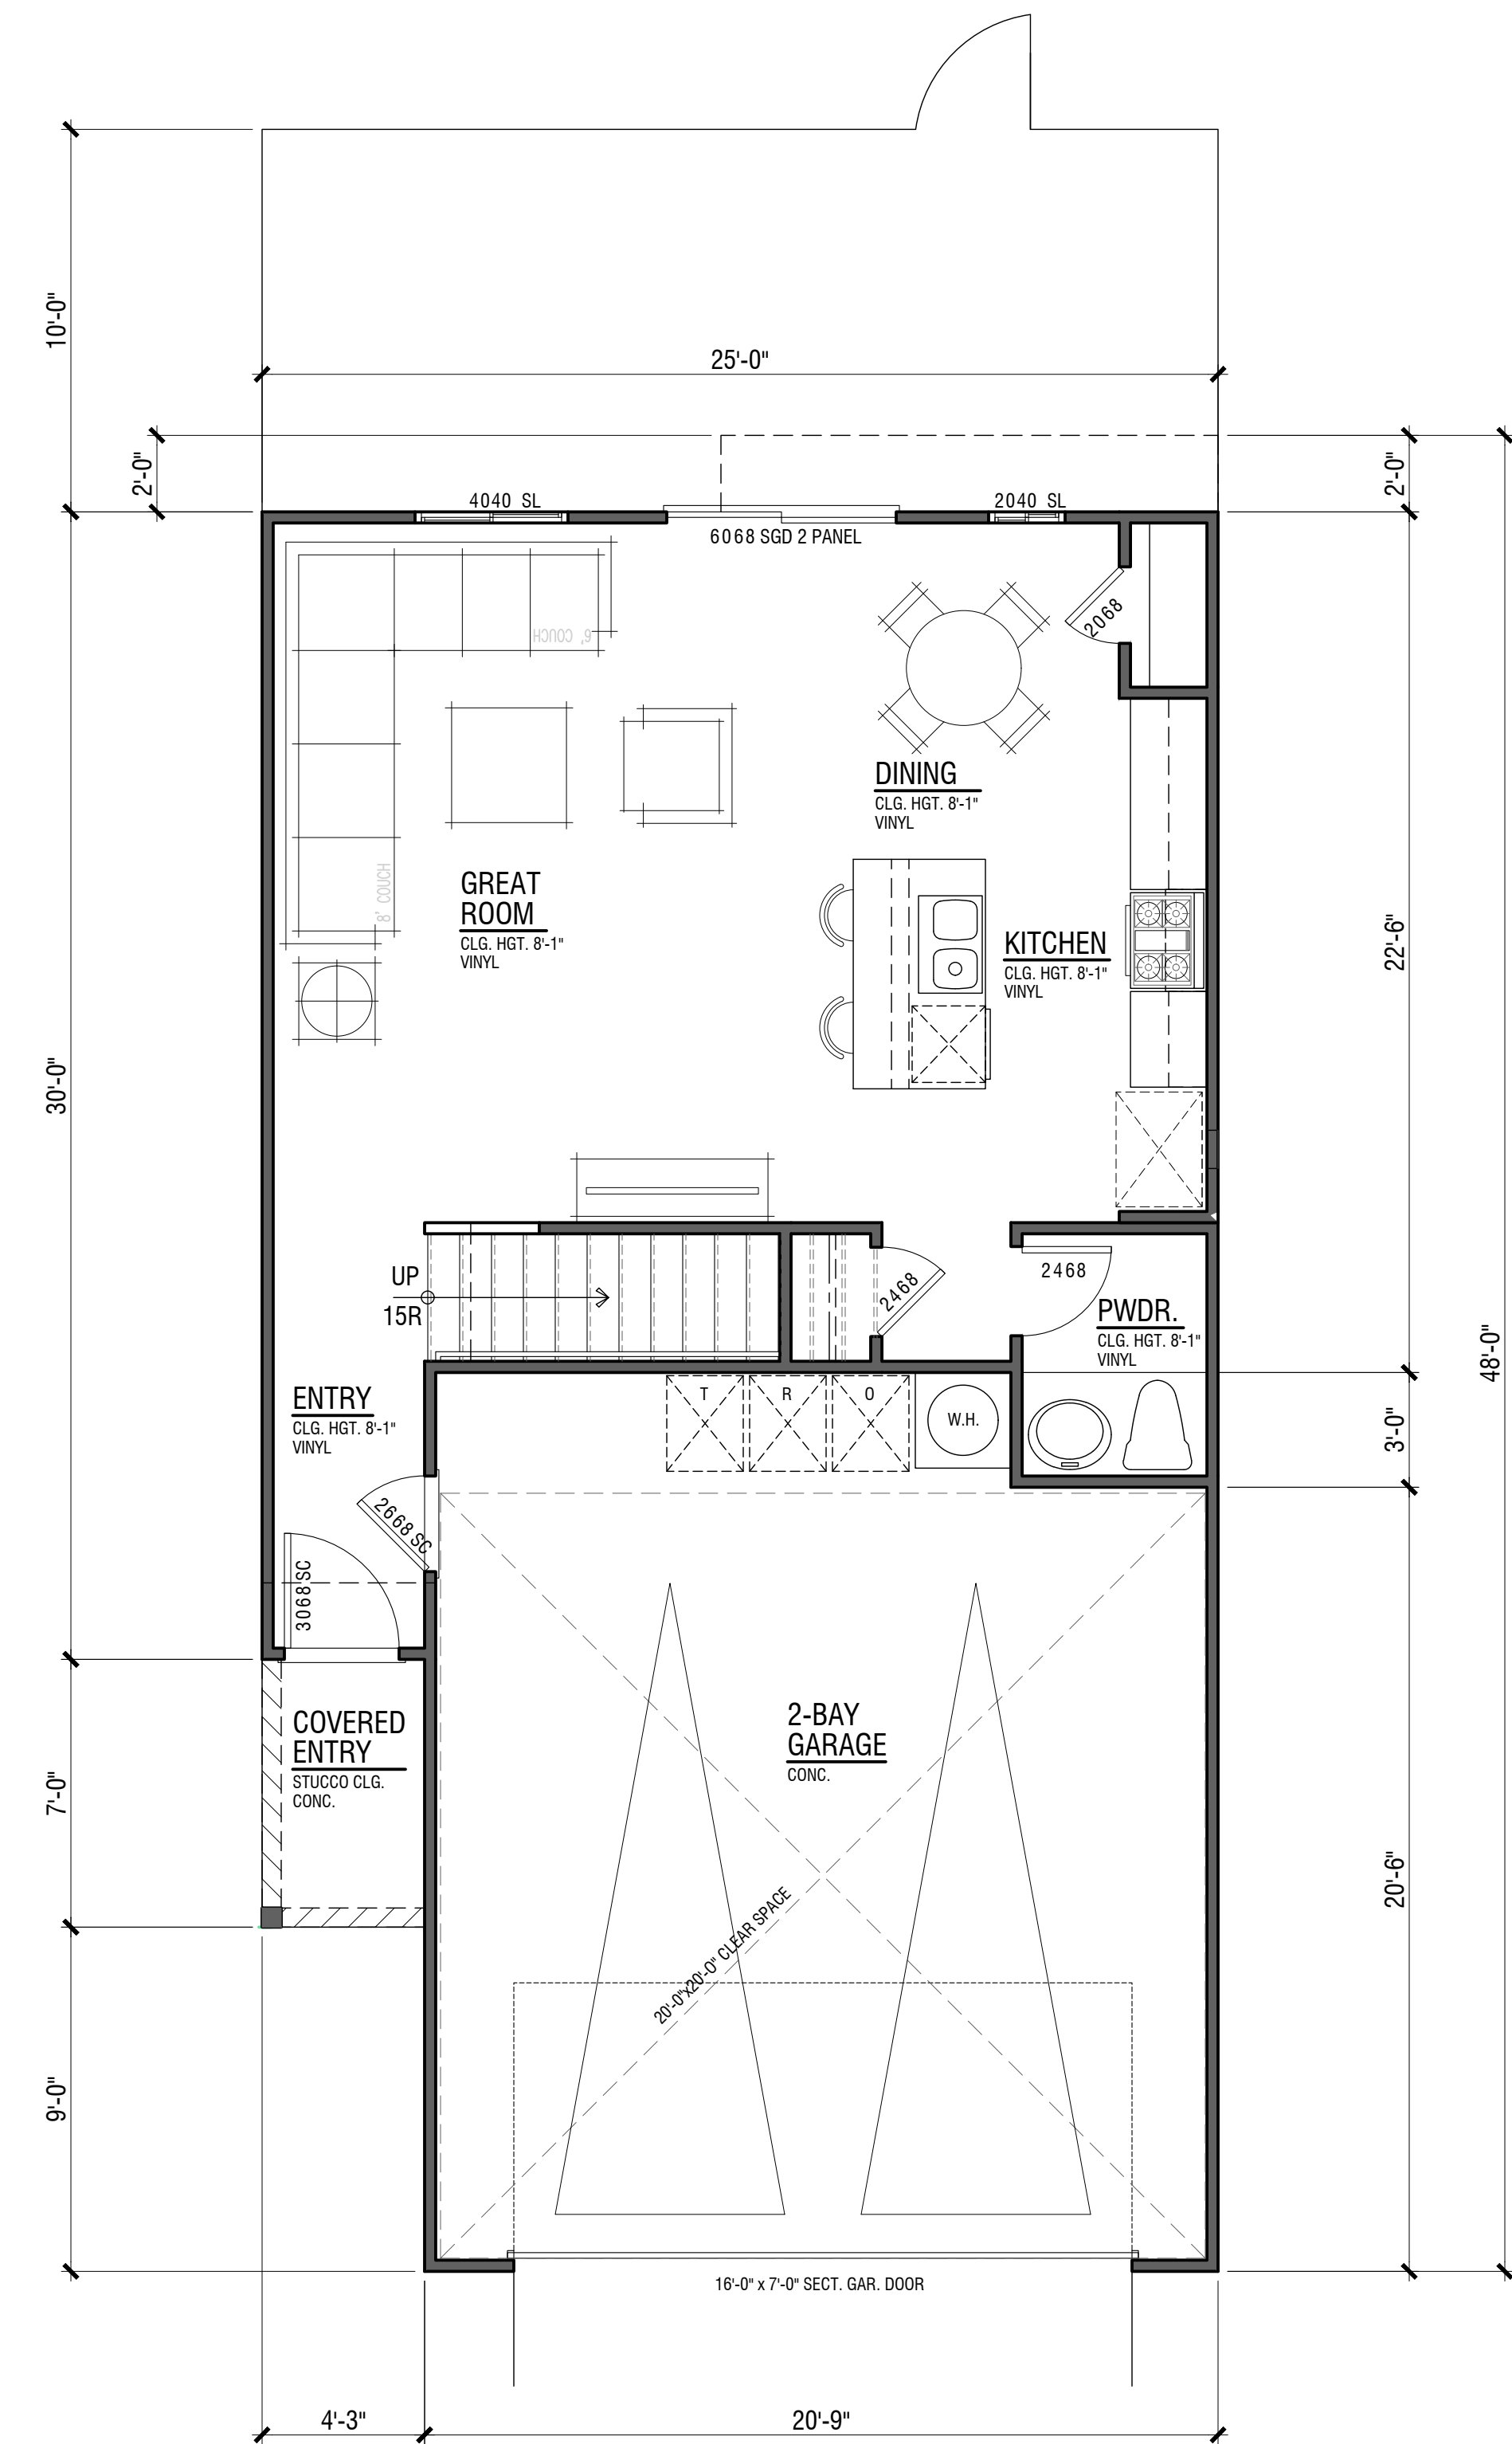 10'-0"
25'-0"
2'-0"
2'-0"
4040 SL
2040 SL
6068 SGD 2 PANEL
2068
6' COUCH
DINING
CLG. HGT. 8'-1"
VINYL
8' COUCH
GREAT
ROOM
CLG. HGT. 8'-1"
VINYL
KITCHEN
CLG. HGT. 8'-1"
VINYL
22'-6"
30'-0"
UP
15R
2468
2468
PWDR.
CLG. HGT. 8'-1"
VINYL
48'-0"
ENTRY
CLG. HGT. 8'-1"
VINYL
T
R
O
W.H.
3'-0"
2668 SC
3068 SC
COVERED
ENTRY
STUCCO CLG.
CONC.
2-BAY
GARAGE
CONC.
7'-0"
20'-0"x20'-0" CLEAR SPACE
20'-6"
9'-0"
16'-0" x 7'-0" SECT. GAR. DOOR
4'-3"
20'-9"